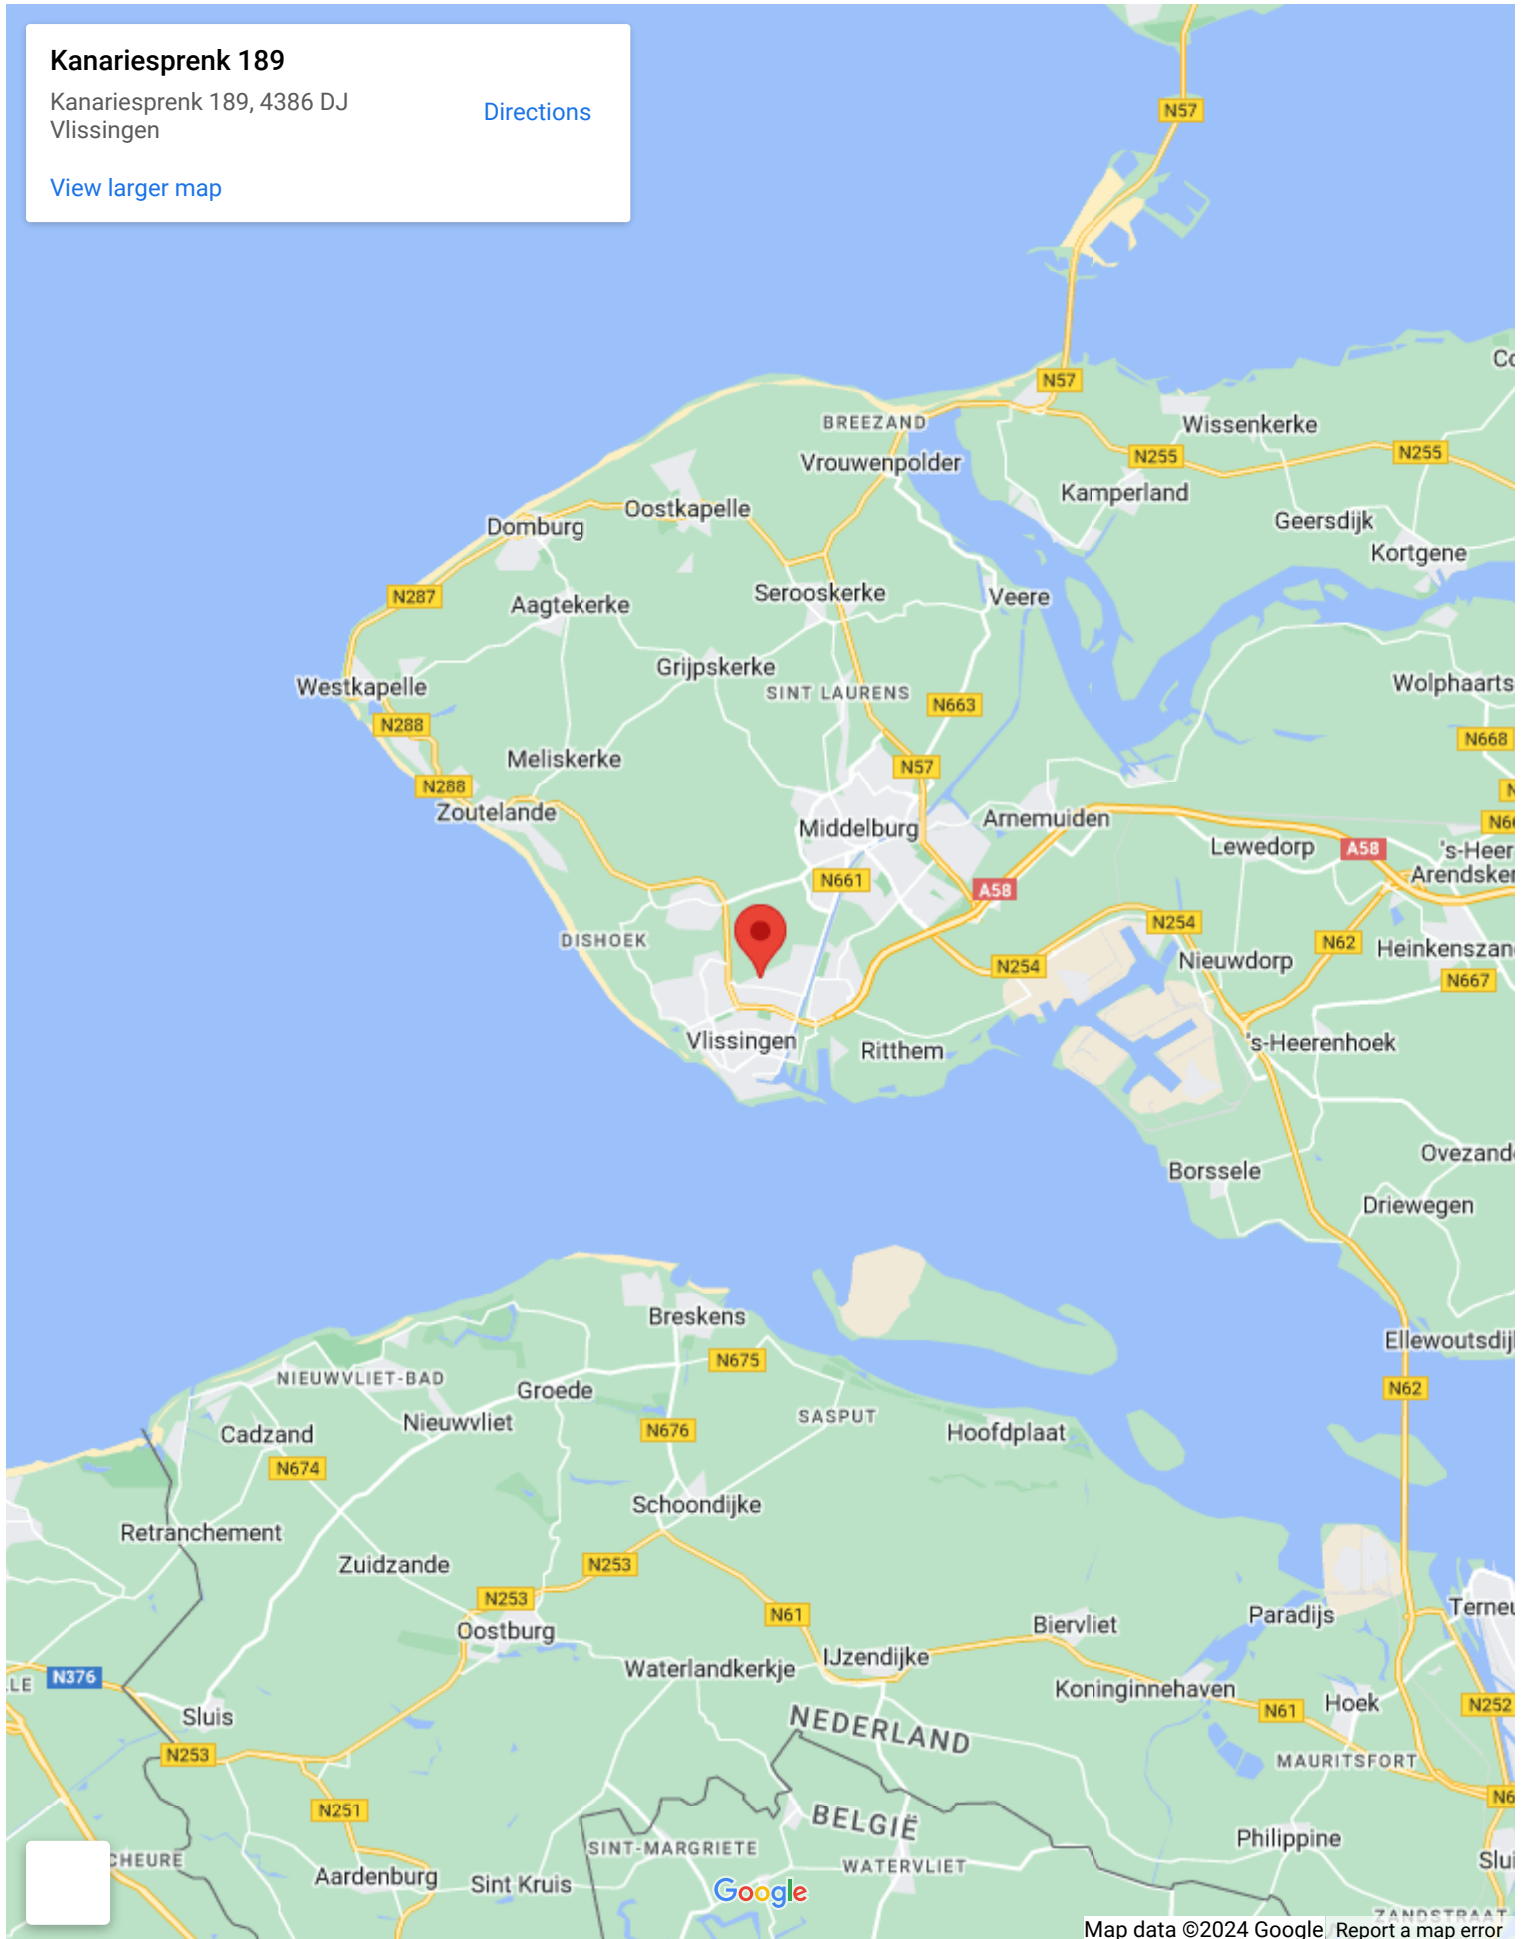 Kanariesprenk 189
Kanariesprenk 189, 4386 DJ
Vlissingen
Directions
View larger map
N57
N57
BREEZAND
Wissenkerke
N255
N255
Vrouwenpolder
Kamperland
Oostkapelle
Domburg
Geersdijk
Kortgene
N287
Serooskerke
Veere
Aagtekerke
Grijpskerke
Westkapelle
SINT LAURENS
N663
Wolphaarts
N288
N668
Meliskerke
N57
N288
Zoutelande
Middelburg
Arnemuiden
Lewedorp
A58
's-Heer
Arendsker
N661
A58
DISHOEK
N254
N62
Heinkenszan
N254
Nieuwdorp
N667
Vlissingen
Ritthem
's-Heerenhoek
Borssele
Ovezand
Driewegen
Breskens
Ellewoutsdij
N675
NIEUWVLIET-BAD
Groede
N62
Nieuwvliet
SASPUT
Cadzand
N676
Hoofdplaat
N674
Schoondijke
Retranchement
Zuidzande
N253
N253
N61
Paradijs
Terneu
Oostburg
Biervliet
Waterlandkerkje
IJzendijke
N376
Koninginnehaven
Sluis
N61
Hoek
N252
NEDERLAND
N253
MAURITSFORT
N251
BELGIË
SINT-MARGRIETE
Philippine
CHEURE
WATERVLIET
Aardenburg
Sint Kruis
Google
Slui
ZANDSTRAAT
Map data ©2024 Google
Report a map error